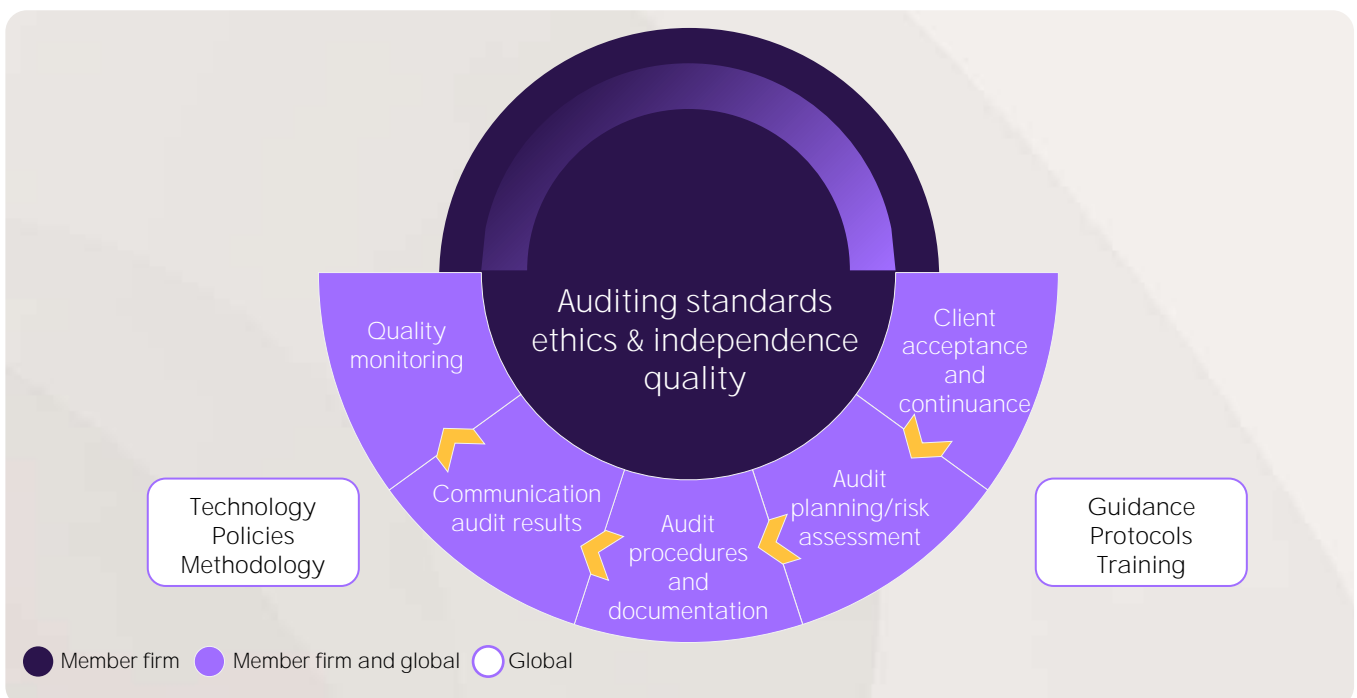 Auditing standards
ethics & independence
quality
Client
acceptance
and
continuance
Audit
planning/risk
assessment
Audit
procedures
and
documentation
Communication
audit results
Quality
monitoring
Technology
Policies
Methodology
Guidance
Protocols
Training
Member firm
Member firm and global
Global